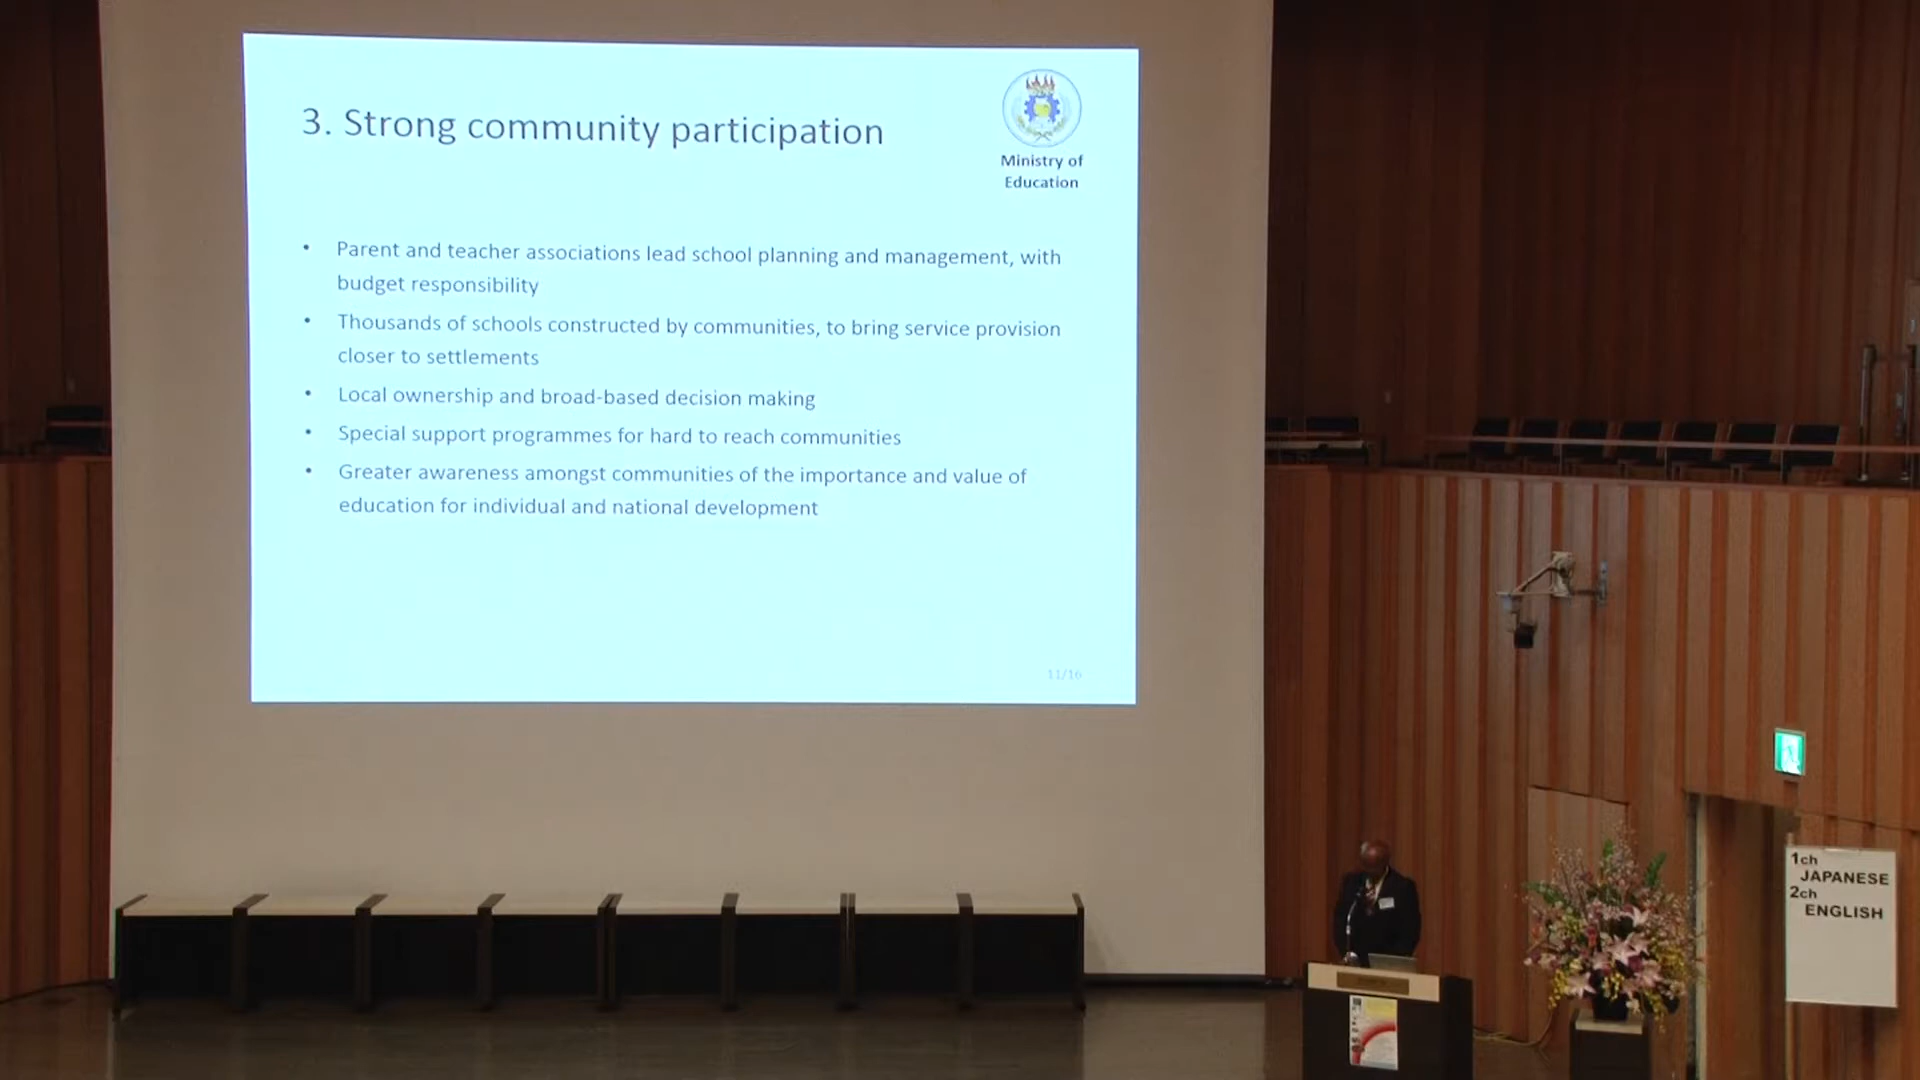 3. Strong community participation
Ministry of
Education
• Parent and teacher associations lead school planning and management, with
budget responsibility
• Thousands of schools constructed by communities, to bring service provision
closer to settlements
• Local ownership and broad-based decision making
• Special support programmes for hard to reach communities
• Greater awareness amongst communities of the importance and value of
education for individual and national development
11/16
1ch
JAPANESE
2ch
ENGLISH